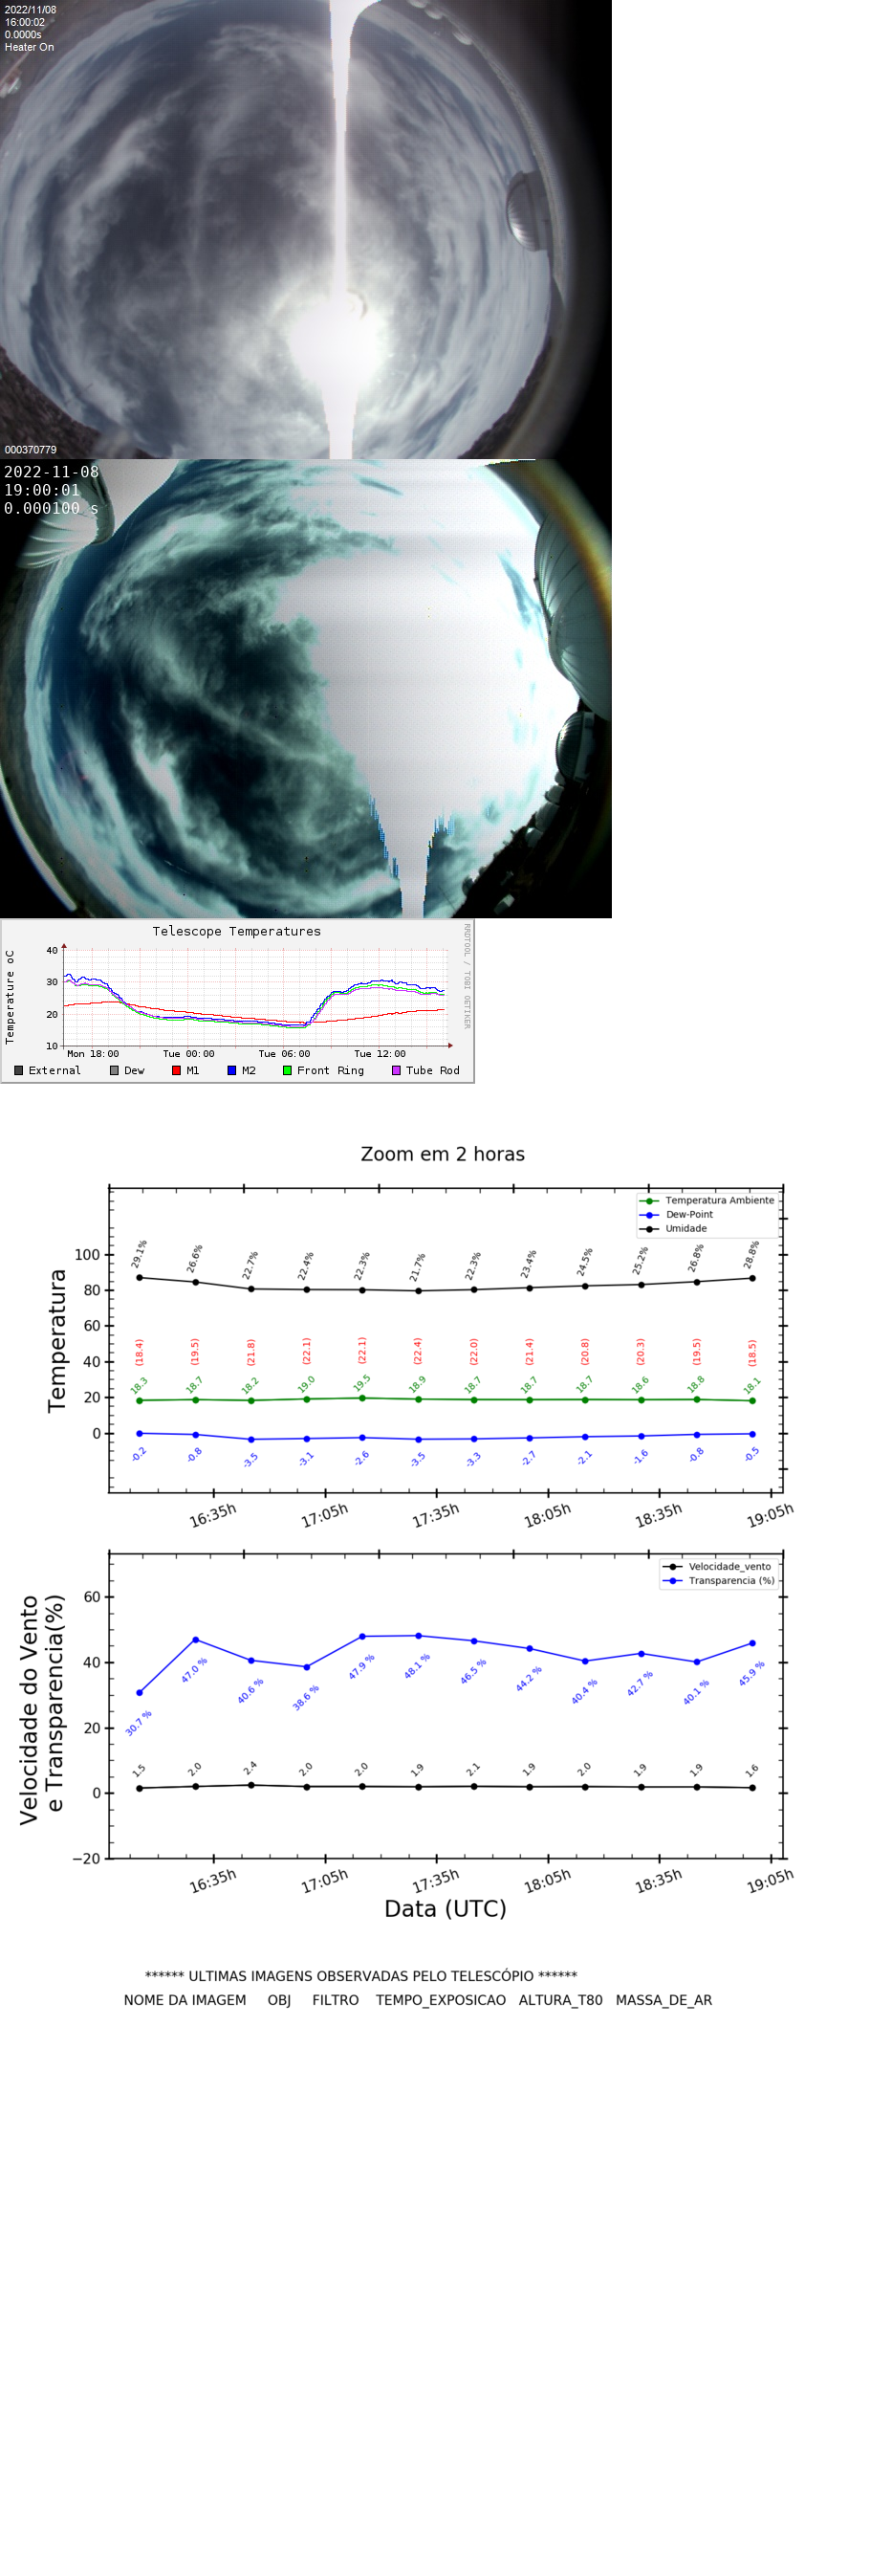 2022/11/08
16:00:02
0.0000s
Heater On
000370779
2022-11-08
19:00:01
0.000100 s
Telescope Temperatures
RRDTOOL / TOBI OETIKER
Temperature oC
40
30
20
10
Mon 18:00 Tue 00:00 Tue 06:00 Tue 12:00
External Dew M1 M2 Front Ring Tube Rod
Zoom em 2 horas
Temperatura Ambiente
Dew-Point
Umidade
Temperatura
100
80
60
40
20
0
29.1% 26.6% 22.7% 22.4% 22.3% 21.7% 22.3% 23.4% 24.5% 25.2% 26.8% 28.8%
(18.4) (19.5) (21.8) (22.1) (22.1) (22.4) (22.0) (21.4) (20.8) (20.3) (19.5) (18.5)
18.3 18.7 18.2 19.0 19.5 18.9 18.7 18.7 18.7 18.6 18.8 18.1
-0.2 -0.8 -3.5 -3.1 -2.6 -3.5 -3.3 -2.7 -2.1 -1.6 -0.8 -0.5
16:35h 17:05h 17:35h 18:05h 18:35h 19:05h
Velocidade_vento
Transparencia (%)
Velocidade do Vento
e Transparencia(%)
60
40
20
0
−20
30.7 % 47.0 % 40.6 % 38.6 % 47.9 % 48.1 % 46.5 % 44.2 % 40.4 % 42.7 % 40.1 % 45.9 %
1.5 2.0 2.4 2.0 2.0 1.9 2.1 1.9 2.0 1.9 1.9 1.6
16:35h 17:05h 17:35h 18:05h 18:35h 19:05h
Data (UTC)
****** ULTIMAS IMAGENS OBSERVADAS PELO TELESCÓPIO ******
NOME DA IMAGEM OBJ FILTRO TEMPO_EXPOSICAO ALTURA_T80 MASSA_DE_AR